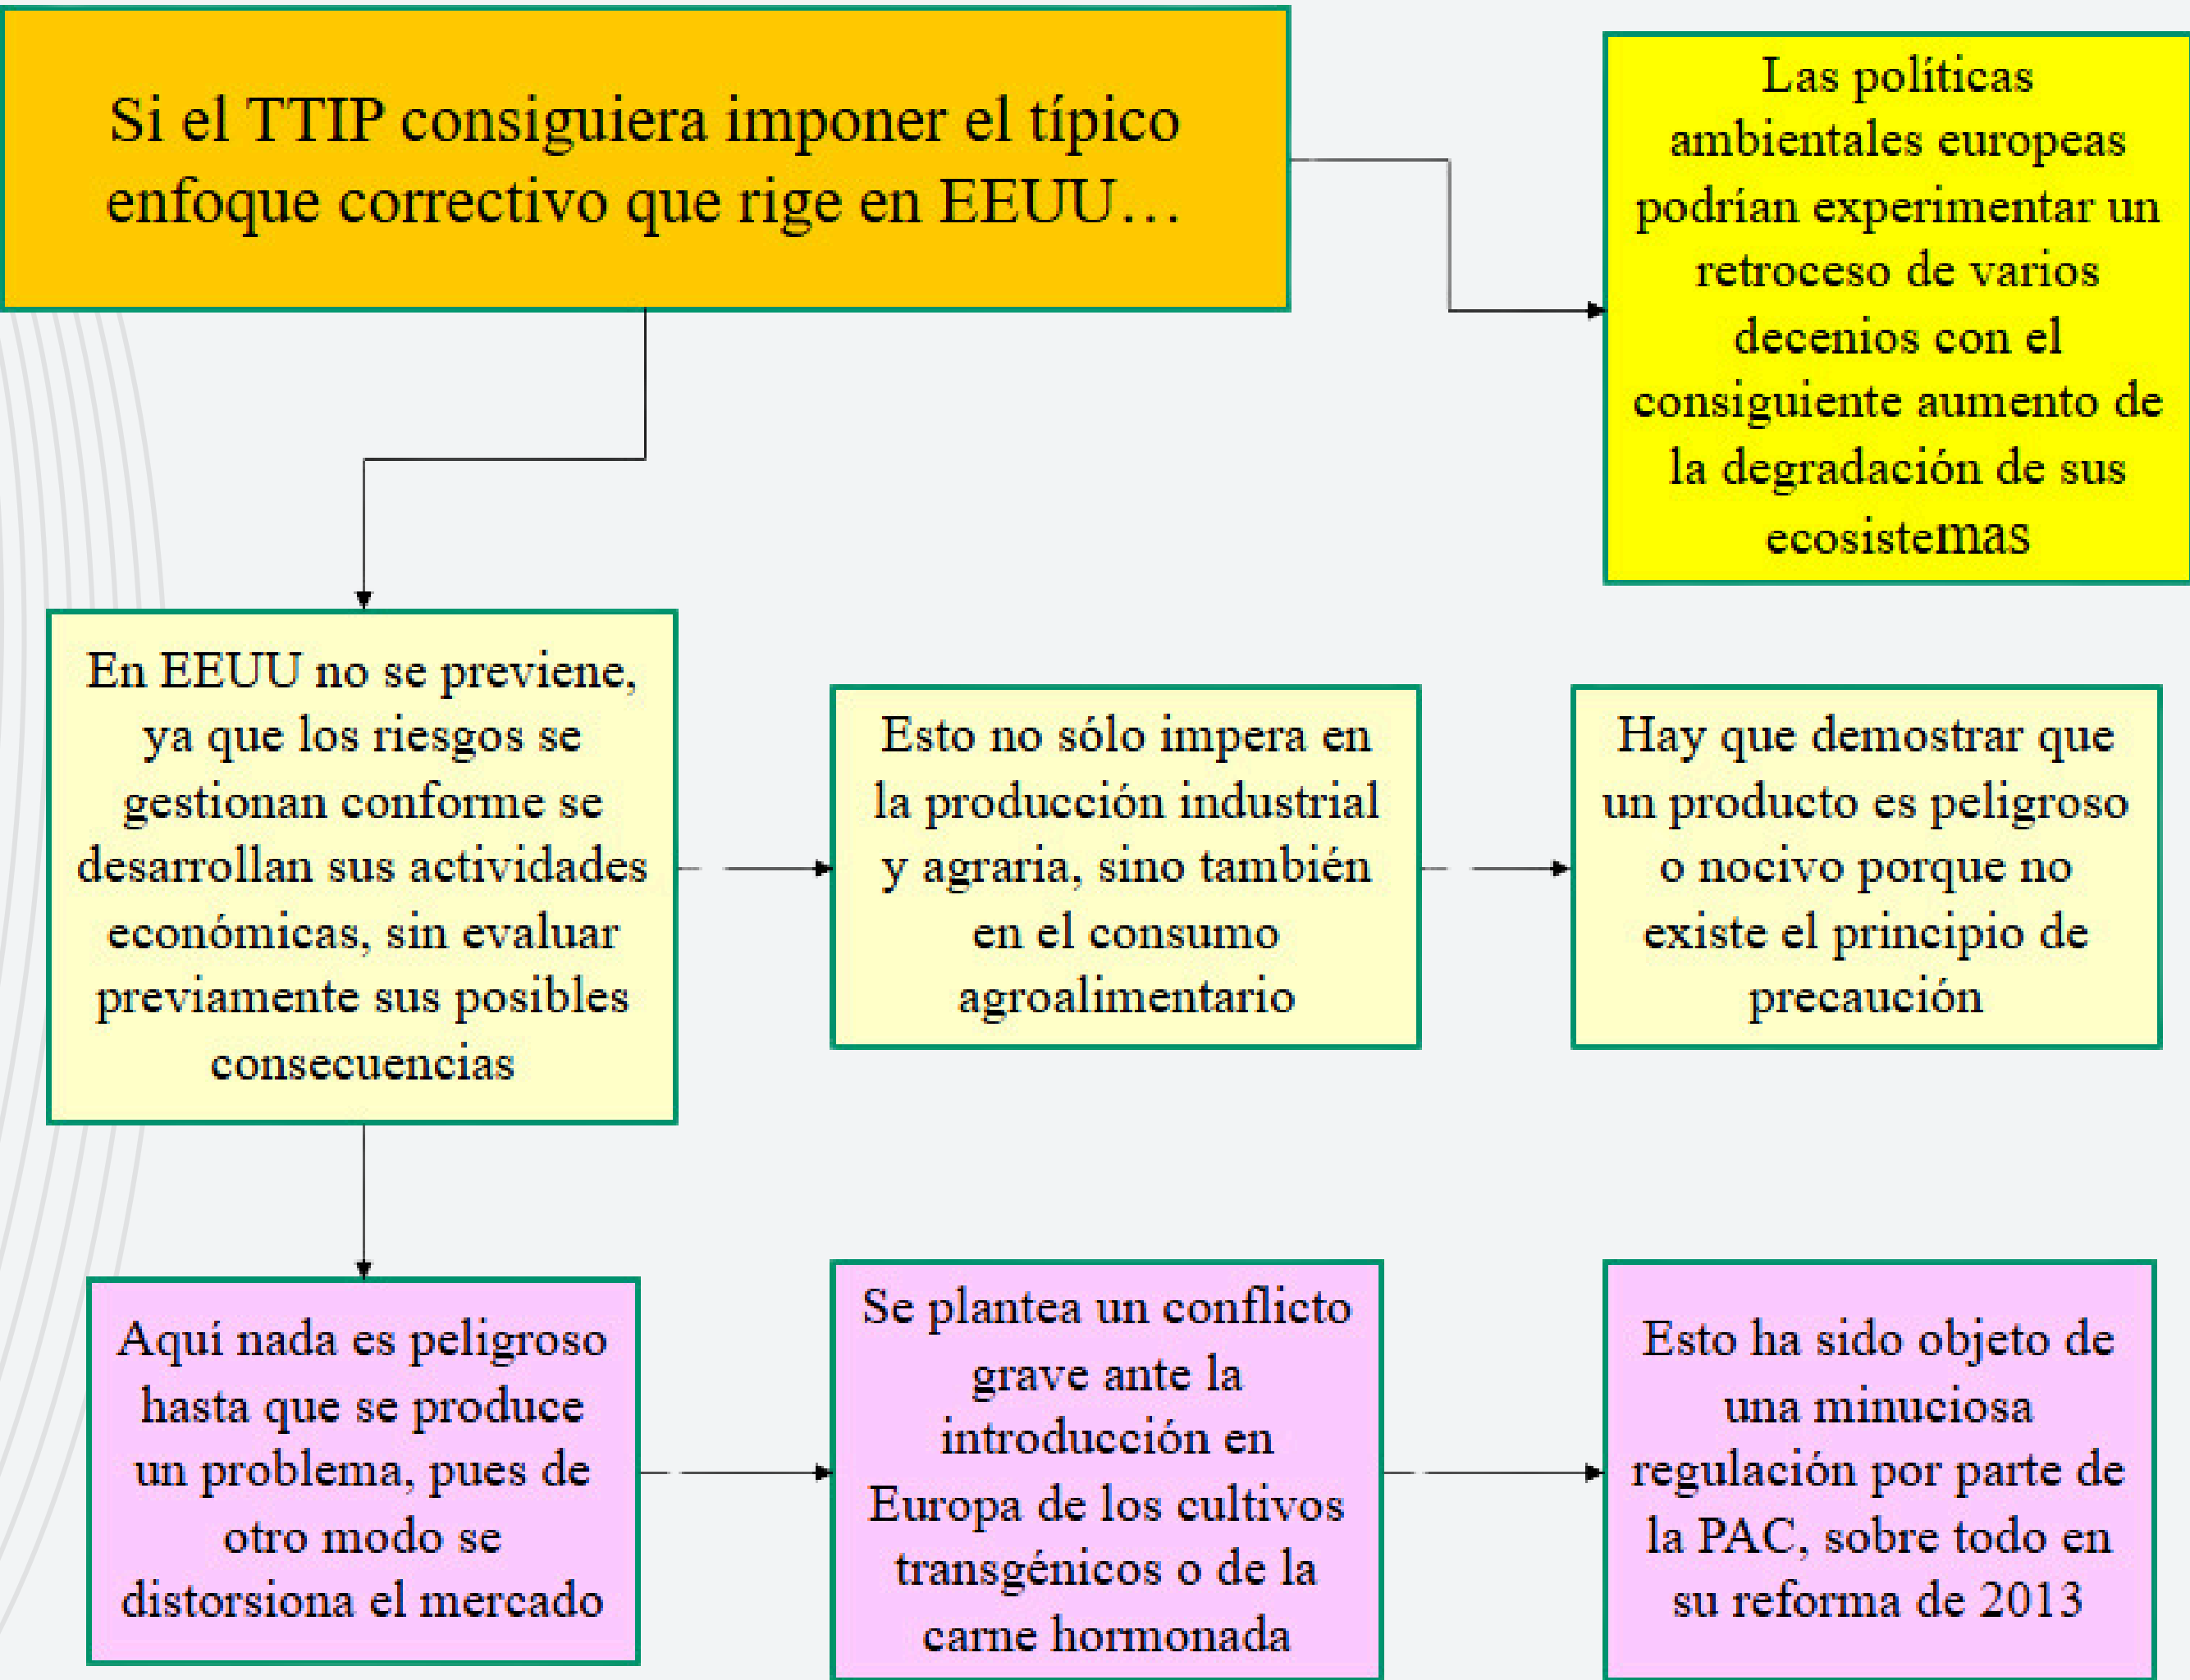 Si el TTIP consiguiera imponer el típico
enfoque correctivo que rige en EEUU…
Las políticas
ambientales europeas
podrían experimentar un
retroceso de varios
decenios con el
consiguiente aumento de
la degradación de sus
ecosistemas
En EEUU no se previene,
ya que los riesgos se
gestionan conforme se
desarrollan sus actividades
económicas, sin evaluar
previamente sus posibles
consecuencias
Esto no sólo impera en
la producción industrial
y agraria, sino también
en el consumo
agroalimentario
Hay que demostrar que
un producto es peligroso
o nocivo porque no
existe el principio de
precaución
Aquí nada es peligroso
hasta que se produce
un problema, pues de
otro modo se
distorsiona el mercado
Se plantea un conflicto
grave ante la
introducción en
Europa de los cultivos
transgénicos o de la
carne hormonada
Esto ha sido objeto de
una minuciosa
regulación por parte de
la PAC, sobre todo en
su reforma de 2013